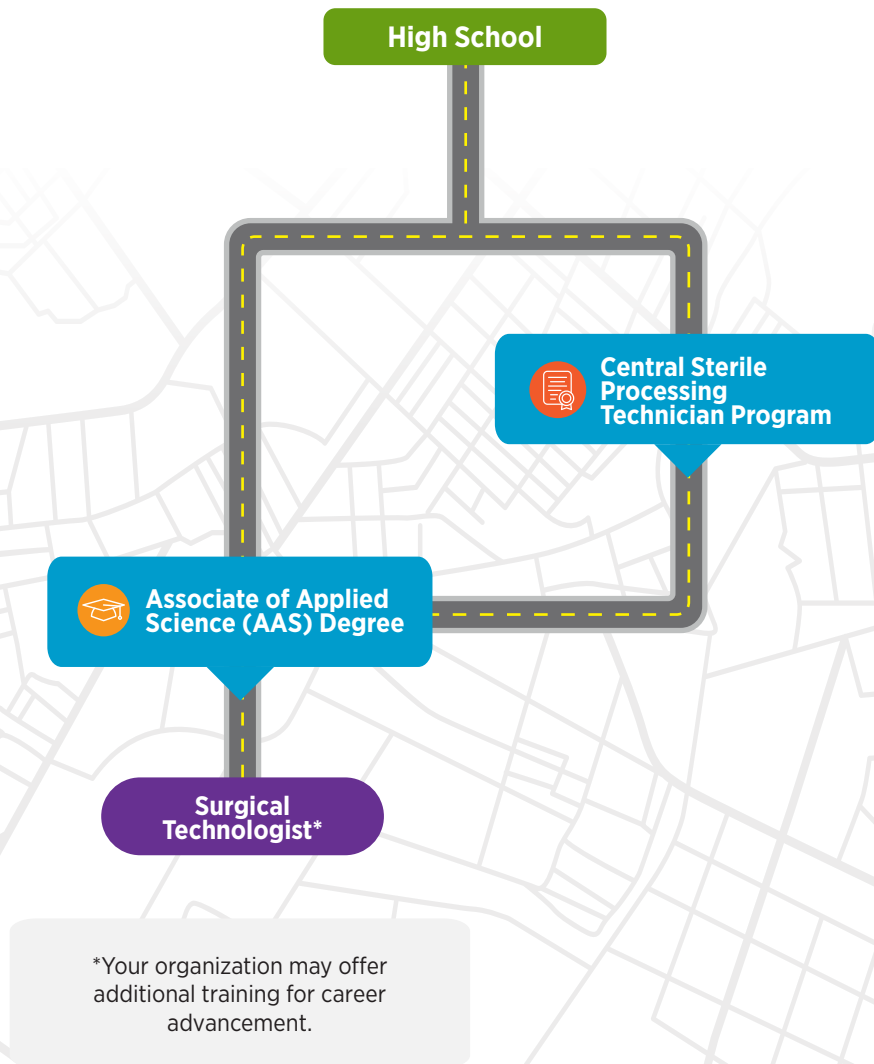 High School
Central Sterile
Processing
Technician Program
Associate of Applied
Science (AAS) Degree
Surgical
Technologist*
*Your organization may offer
additional training for career
advancement.